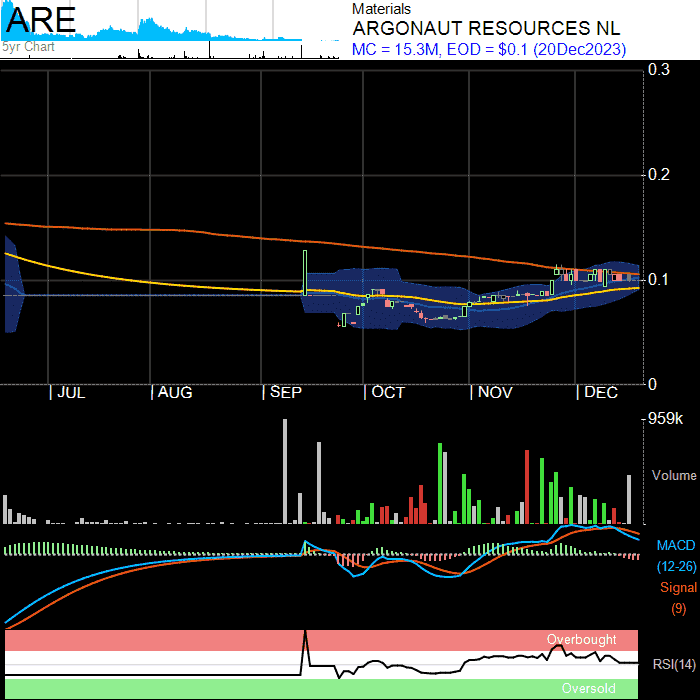 ARE
5yr Chart
Materials
ARGONAUT RESOURCES NL
MC = 15.3M, EOD = $0.1 (20Dec2023)
0.3
0.2
0.1
0
JUL AUG SEP OCT NOV DEC
959k
Volume
MACD
(12-26)
Signal
(9)
Overbought
RSI(14)
Oversold